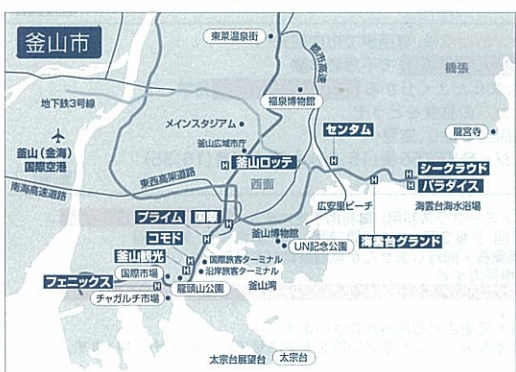 釜山市
東菜温泉街
都市高速
機張
地下鉄3号線
福泉博物館
メインスタジアム
センタム
龍宮寺
釜山(金海)
国際空港
釜山広域市庁
釜山ロッテ
シークラウド
パラダイス
南海高速道路
東西高架道路
西面
広安里ビーチ
海雲台海水浴場
プライム
国際
釜山博物館
UN記念公園
海雲台グランド
コモド
釜山観光
国際旅客ターミナル
フェニックス
国際市場
沿岸旅客ターミナル
チャガルチ市場
龍頭山公園
釜山湾
太宗台展望台
太宗台